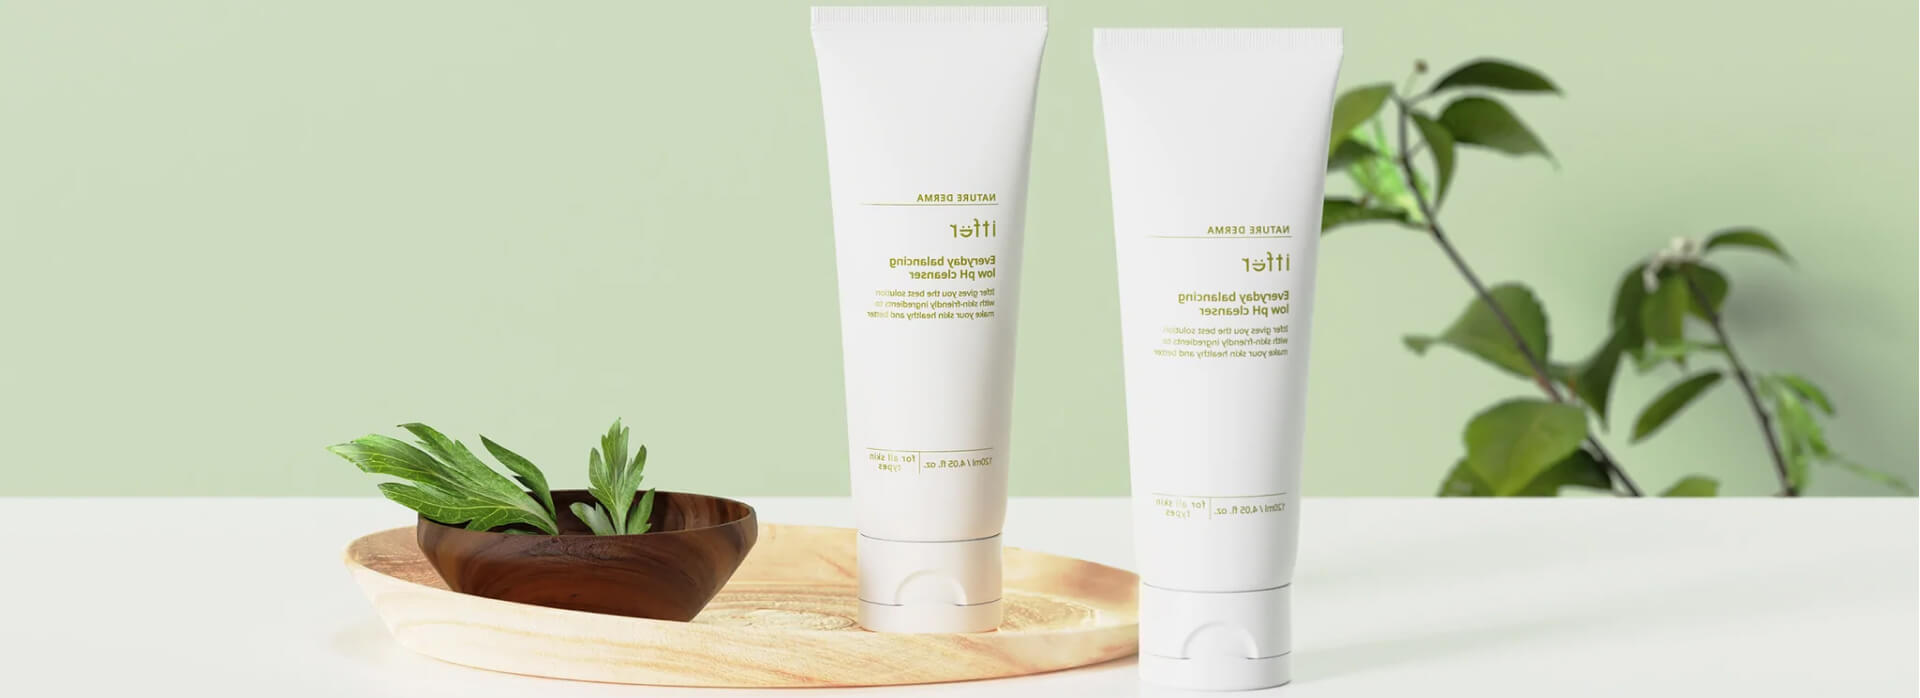 NATURE DERMA
itfer
Everyday balancing
low pH cleanser
Itfer gives you the best solution
with skin-friendly ingredients to
make your skin healthy and better
120ml / 4.05 fl. oz.
for all skin
types
NATURE DERMA
itfer
Everyday balancing
low pH cleanser
Itfer gives you the best solution
with skin-friendly ingredients to
make your skin healthy and better
120ml / 4.05 fl. oz.
for all skin
types